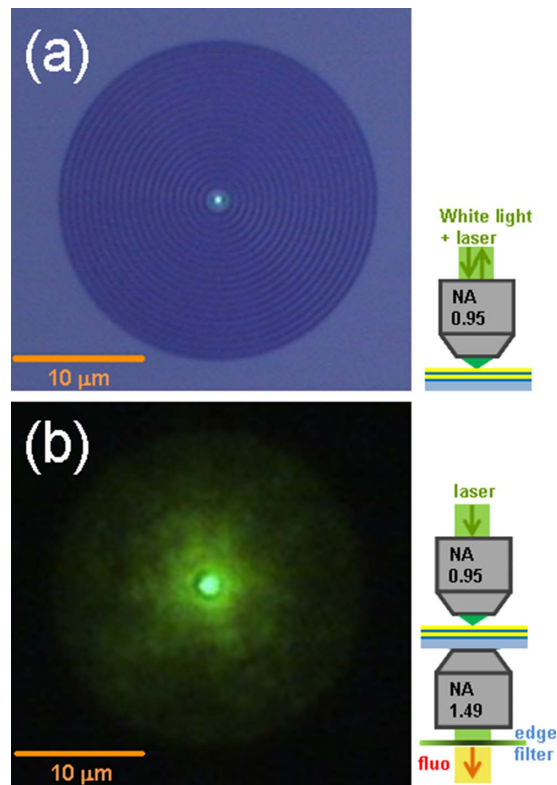 (a)
White light
+ laser
NA
0.95
10 μm
(b)
laser
NA
0.95
NA
1.49
edge
filter
fluo
10 μm